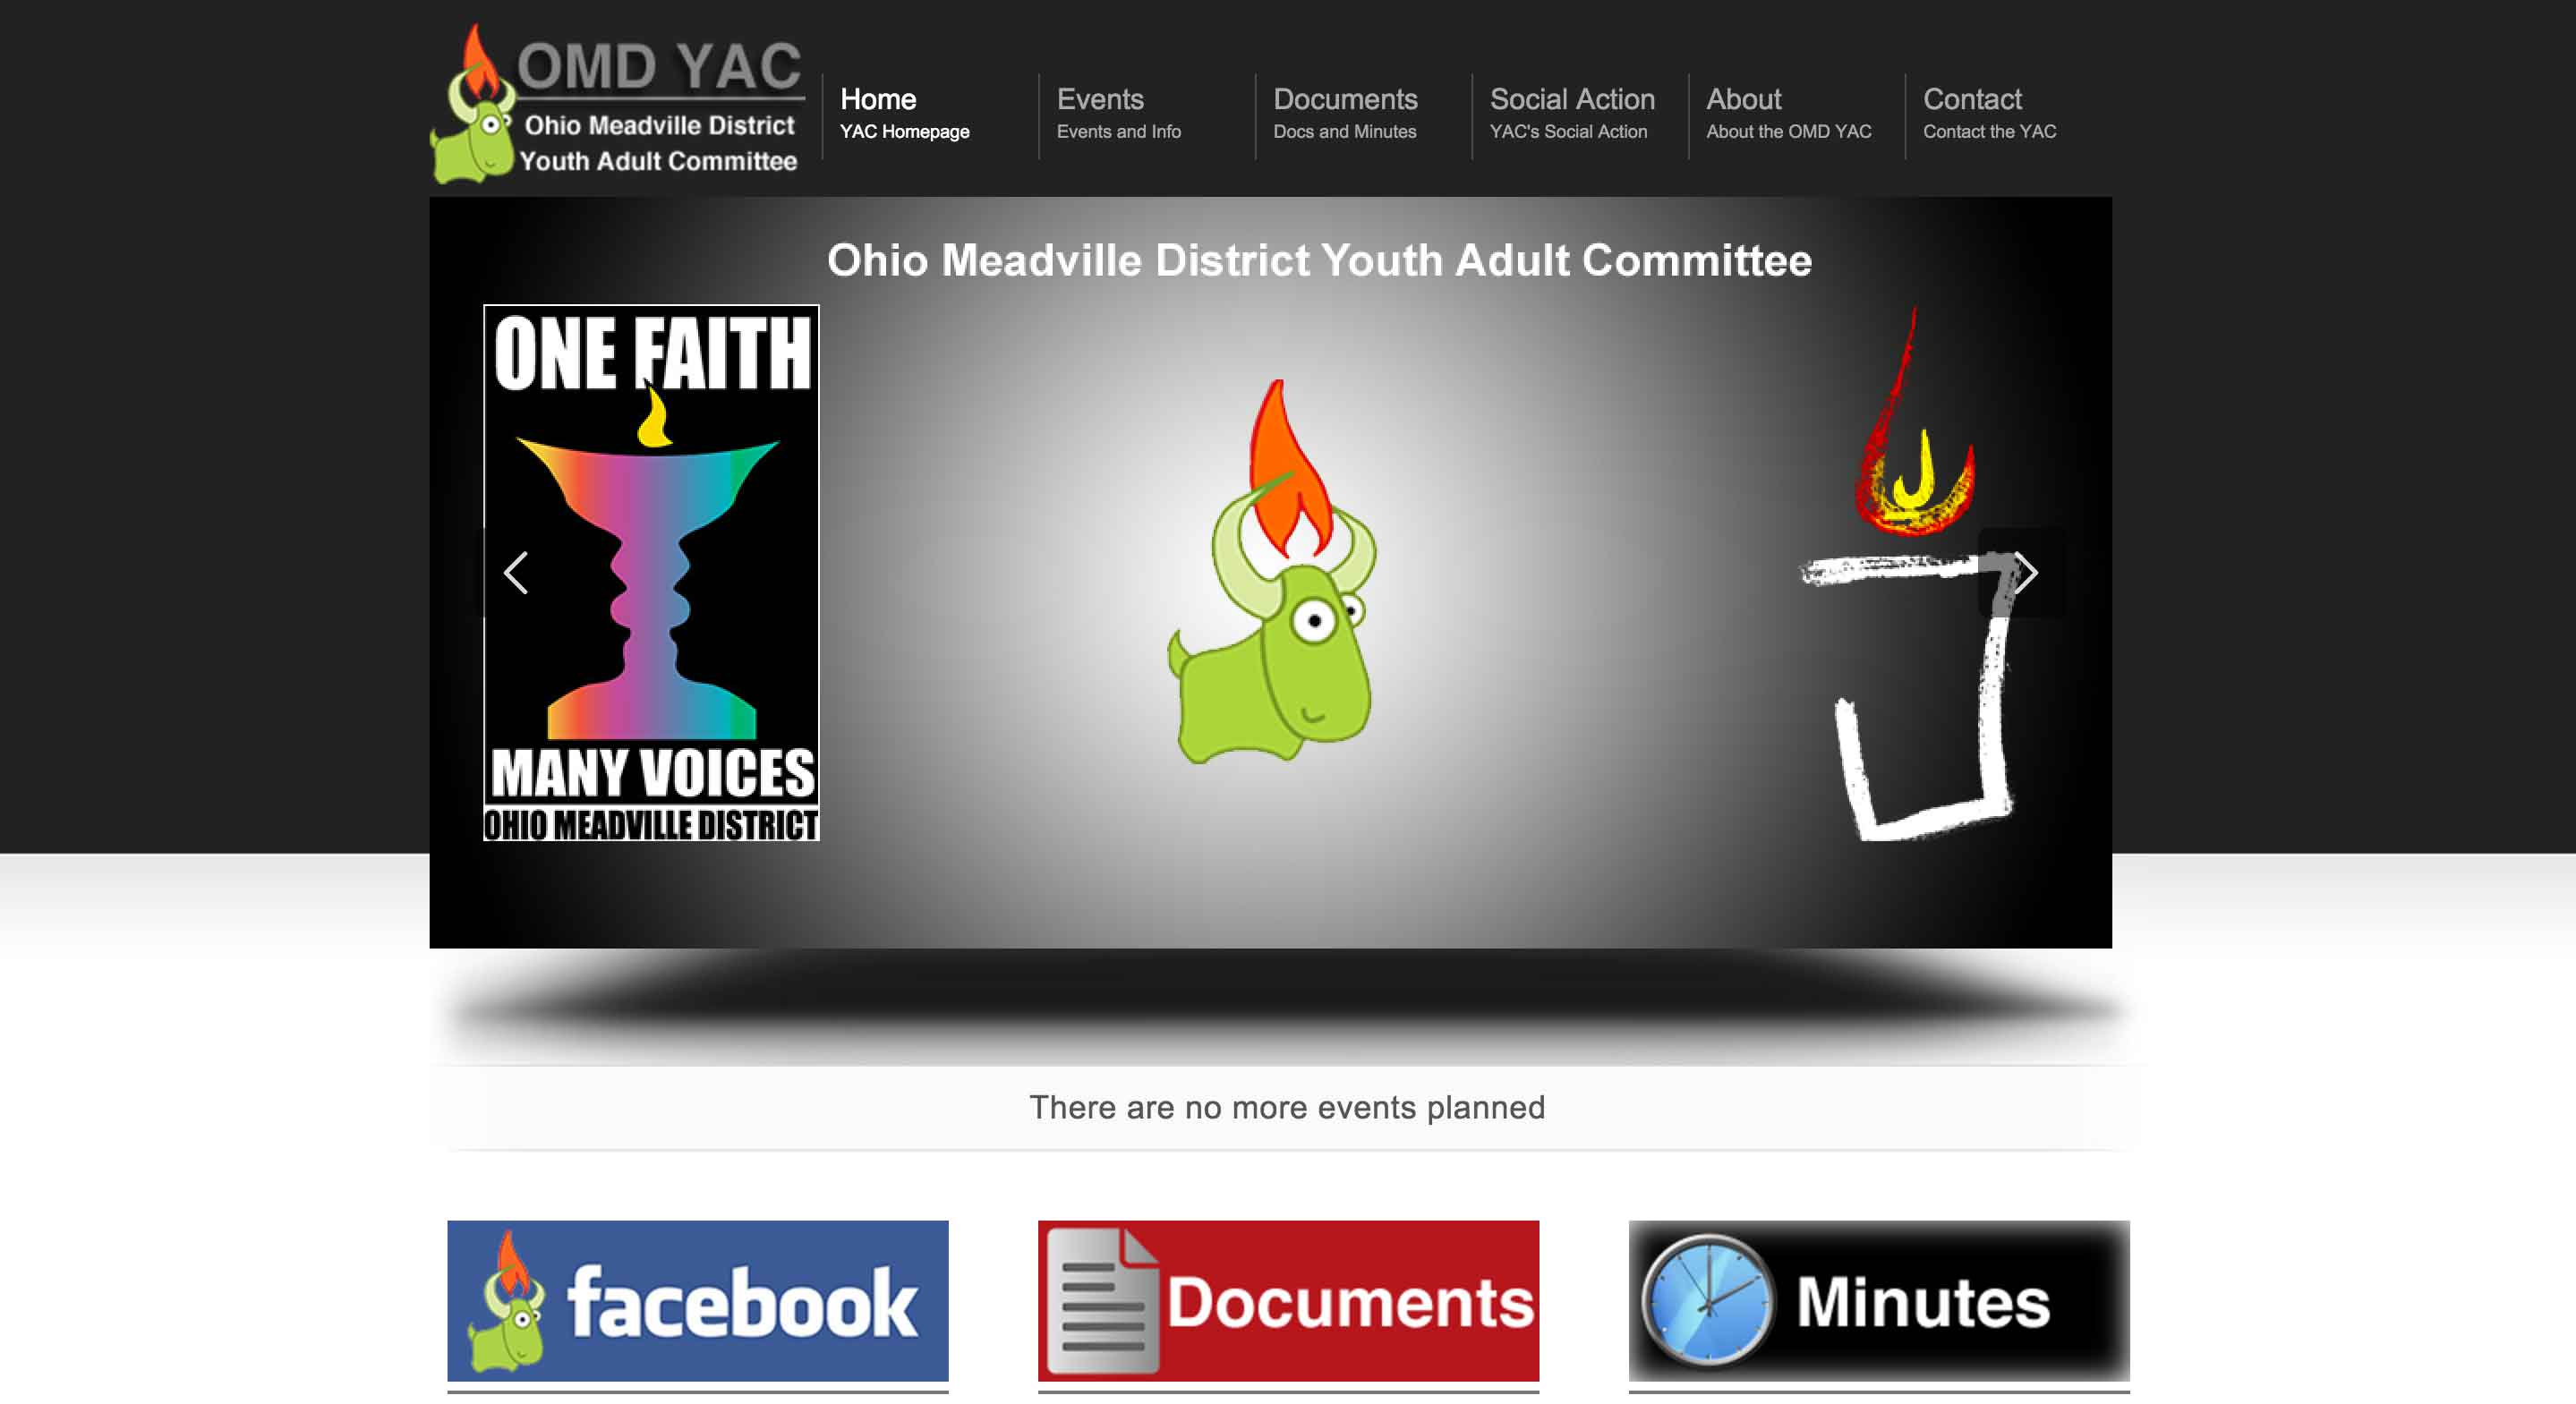 OMD YAC
Ohio Meadville District
Youth Adult Committee
Home
YAC Homepage
Events
Events and Info
Documents
Docs and Minutes
Social Action
YAC's Social Action
About
About the OMD YAC
Contact
Contact the YAC
Ohio Meadville District Youth Adult Committee
ONE FAITH
MANY VOICES
OHIO MEADVILLE DISTRICT
There are no more events planned
facebook
Documents
Minutes